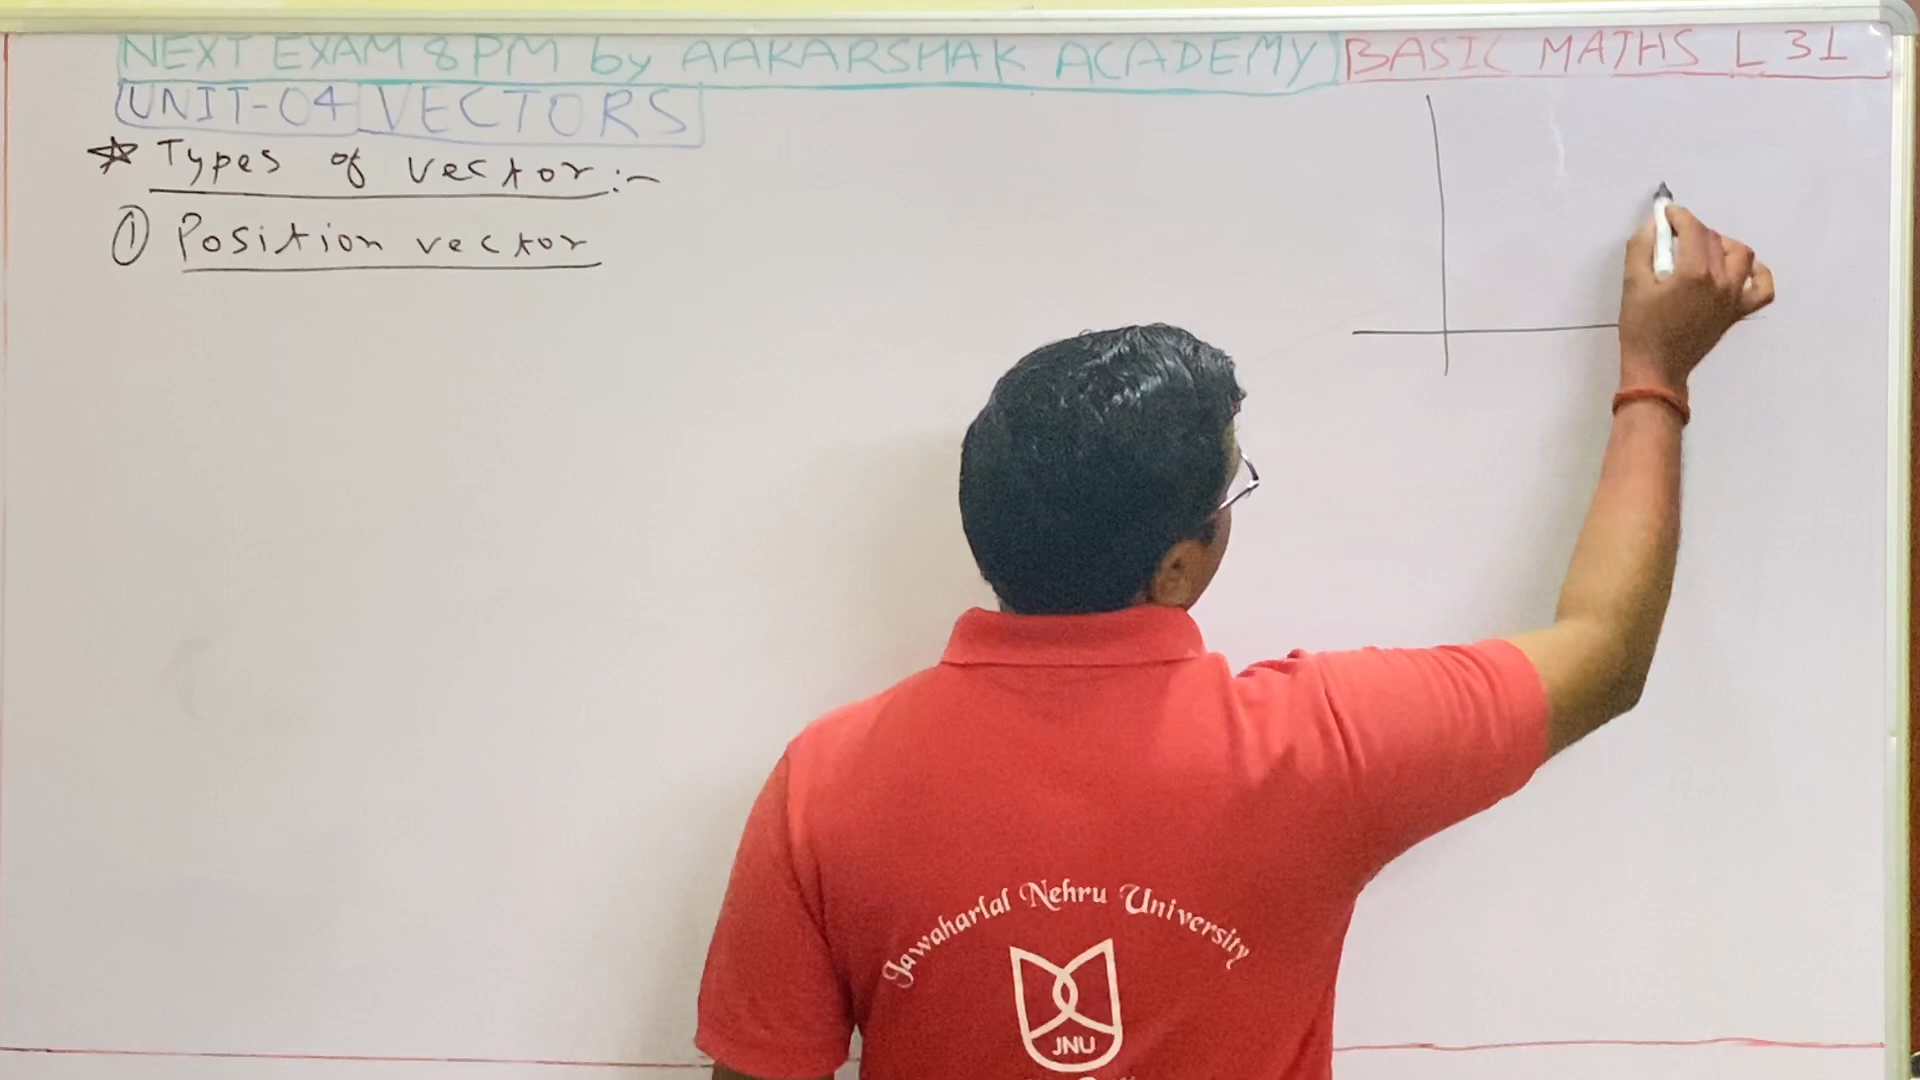 NEXT EXAM 8PM by AAKARSHAK ACADEMY BASIC MATHS L 31
UNIT-04 VECTORS
☆ Types of vector:-
① Position vector
Jawaharlal Nehru University
JNU